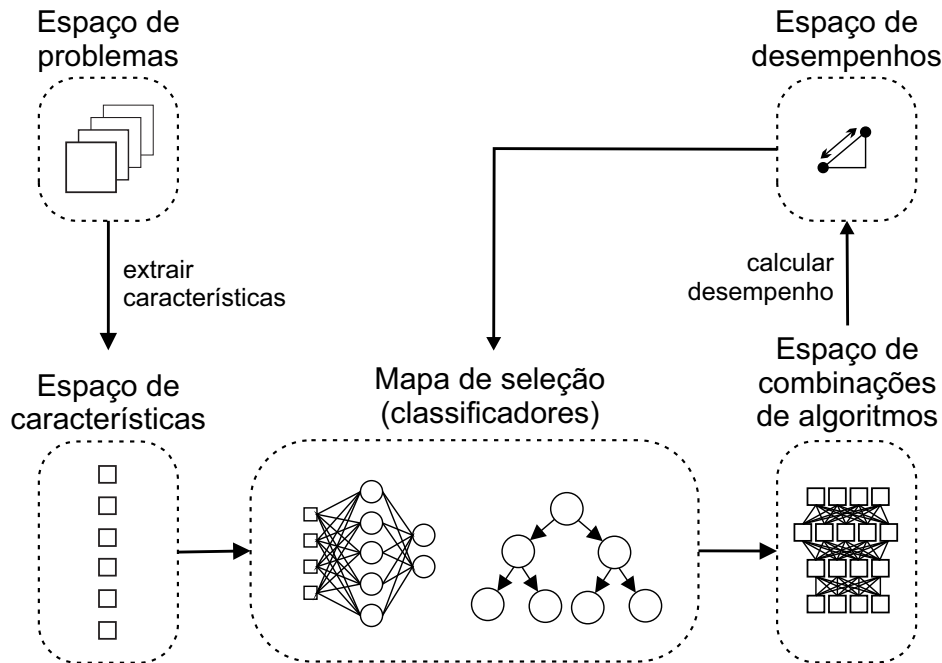 Espaço de
problemas
Espaço de
desempenhos
extrair
características
calcular
desempenho
Espaço de
características
Mapa de seleção
(classificadores)
Espaço de
combinações
de algoritmos